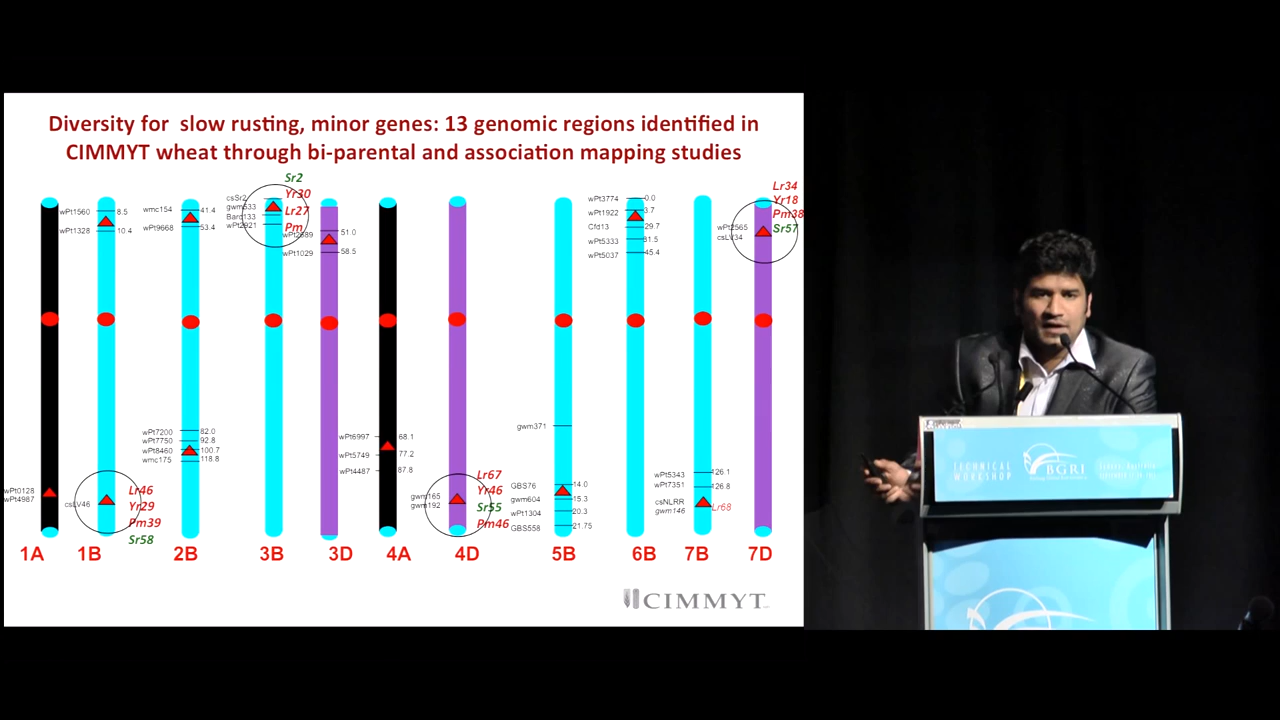 Diversity for slow rusting, minor genes: 13 genomic regions identified in
CIMMYT wheat through bi-parental and association mapping studies
wPt1560 8.5
wPt1328 10.4
wPt0128
wPt4987
csLV46
Lr46
Yr29
Pm39
Sr58
wmc154 41.4
wPt9668 53.4
wPt7200 82.0
wPt7750 92.8
wPt8460 100.7
wmc175 118.8
csSr2
gwm533
Barc133
wPt2921
Sr2
Yr30
Lr27
Pm
51.0
wPt1029 58.5
wPt6997 68.1
wPt5749 77.2
wPt4487 87.8
gwm165
gwm192
Lr67
Yr46
Sr55
Pm46
gwm371
GBS76 14.0
gwm604 15.3
wPt1304 20.3
GBS558 21.75
wPt3774 0.0
wPt1922 3.7
Cfd13 29.7
wPt5333 31.5
wPt5037 45.4
wPt5343 126.1
wPt7351 126.8
csNLRR
gwm146
Lr68
wPt2565
csLV34
Lr34
Yr18
Pm38
Sr57
1A 1B 2B 3B 3D 4A 4D 5B 6B 7B 7D
CIMMYT
TECHNICAL
WORKSHOP
BGRI